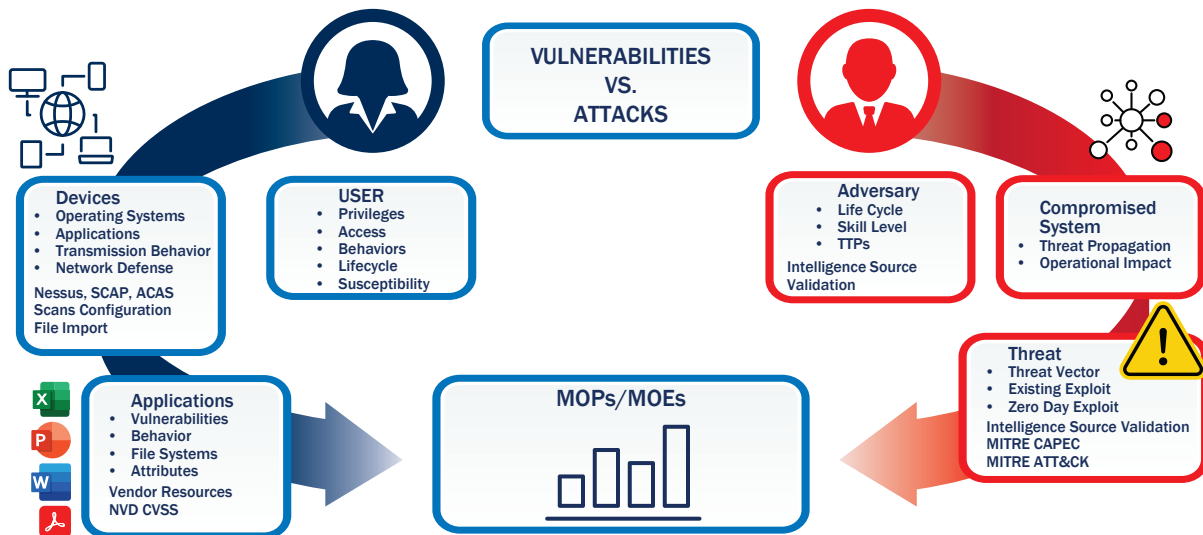 VULNERABILITIES
VS.
ATTACKS
Devices
• Operating Systems
• Applications
• Transmission Behavior
• Network Defense
Nessus, SCAP, ACAS
Scans Configuration
File Import
USER
• Privileges
• Access
• Behaviors
• Lifecycle
• Susceptibility
Adversary
• Life Cycle
• Skill Level
• TTPs
Intelligence Source
Validation
Compromised
System
• Threat Propagation
• Operational Impact
Applications
• Vulnerabilities
• Behavior
• File Systems
• Attributes
Vendor Resources
NVD CVSS
X
P
W
MOPs/MOEs
Threat
• Threat Vector
• Existing Exploit
• Zero Day Exploit
Intelligence Source Validation
MITRE CAPEC
MITRE ATT&CK
!